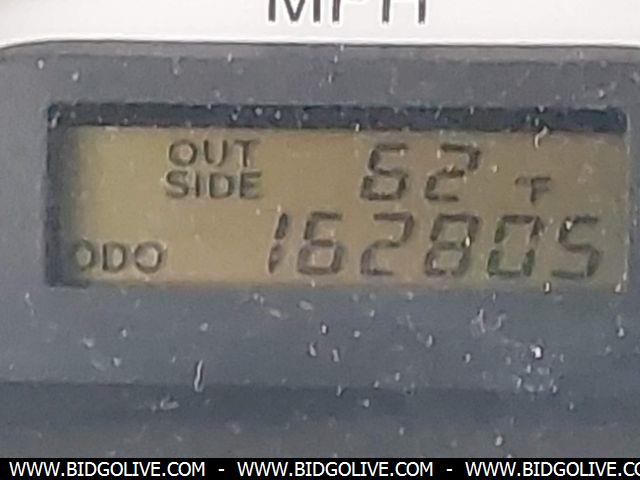 MPH
OUT SIDE 62 °F
ODO 162805
WWW.BIDGOLIVE.COM - WWW.BIDGOLIVE.COM - WWW.BIDGOLIVE.COM